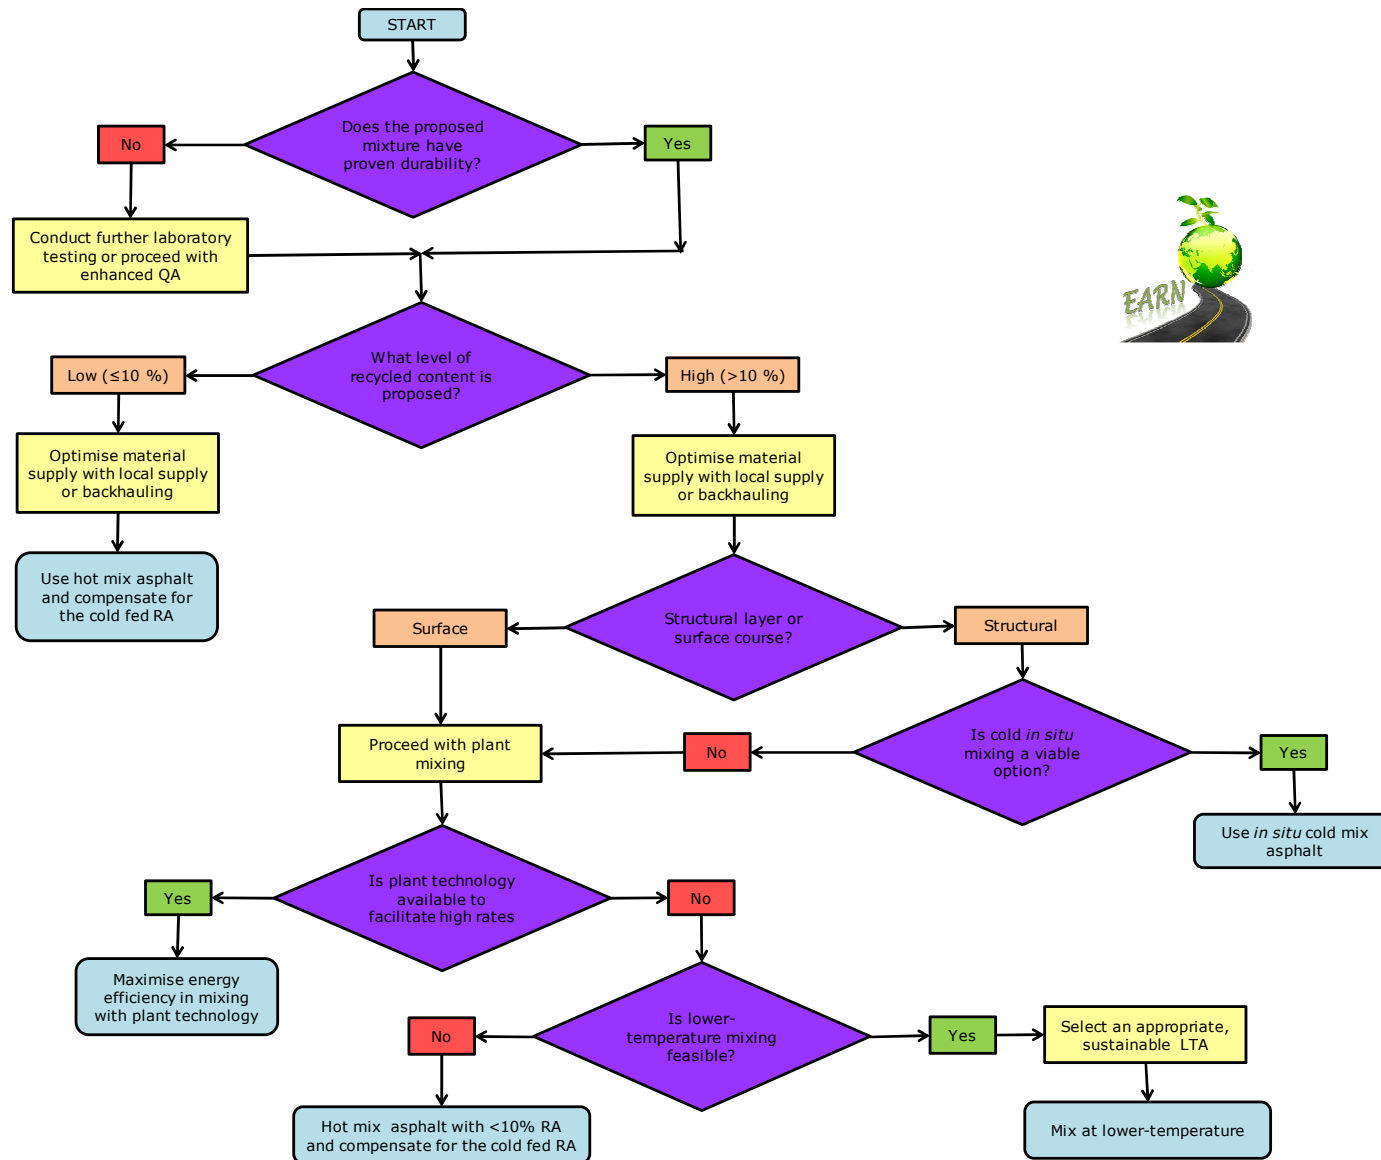 START
Does the proposed
mixture have
proven durability?
No
Yes
Conduct further laboratory
testing or proceed with
enhanced QA
EARN
What level of
recycled content is
proposed?
Low (≤10 %)
High (>10 %)
Optimise material
supply with local supply
or backhauling
Optimise material
supply with local supply
or backhauling
Use hot mix asphalt
and compensate for
the cold fed RA
Structural layer or
surface course?
Surface
Structural
Proceed with plant
mixing
No
Is cold in situ
mixing a viable
option?
Yes
Use in situ cold mix
asphalt
Is plant technology
available to
facilitate high rates
Yes
No
Maximise energy
efficiency in mixing
with plant technology
Is lower-
temperature mixing
feasible?
No
Yes
Select an appropriate,
sustainable LTA
Hot mix asphalt with <10% RA
and compensate for the cold fed RA
Mix at lower-temperature